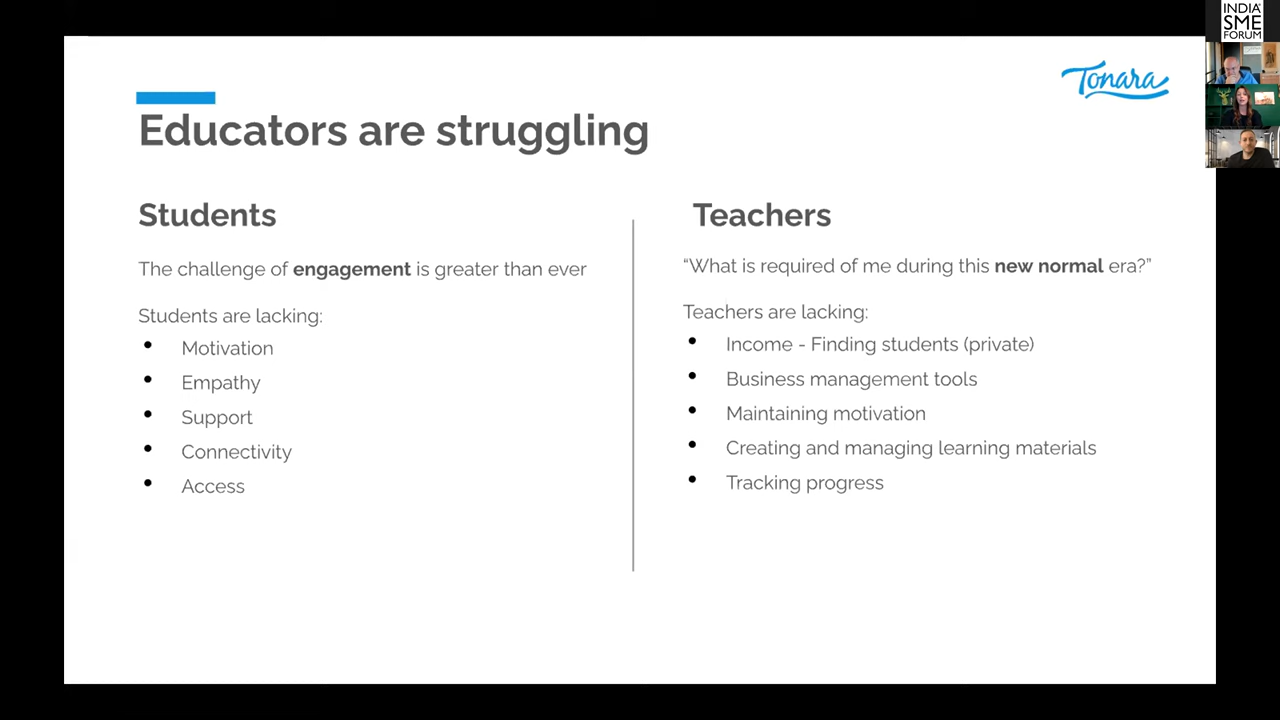 INDIA
SME
FORUM
Tonara
Educators are struggling
Students
The challenge of engagement is greater than ever
Students are lacking:
• Motivation
• Empathy
• Support
• Connectivity
• Access
Teachers
“What is required of me during this new normal era?”
Teachers are lacking:
• Income - Finding students (private)
• Business management tools
• Maintaining motivation
• Creating and managing learning materials
• Tracking progress